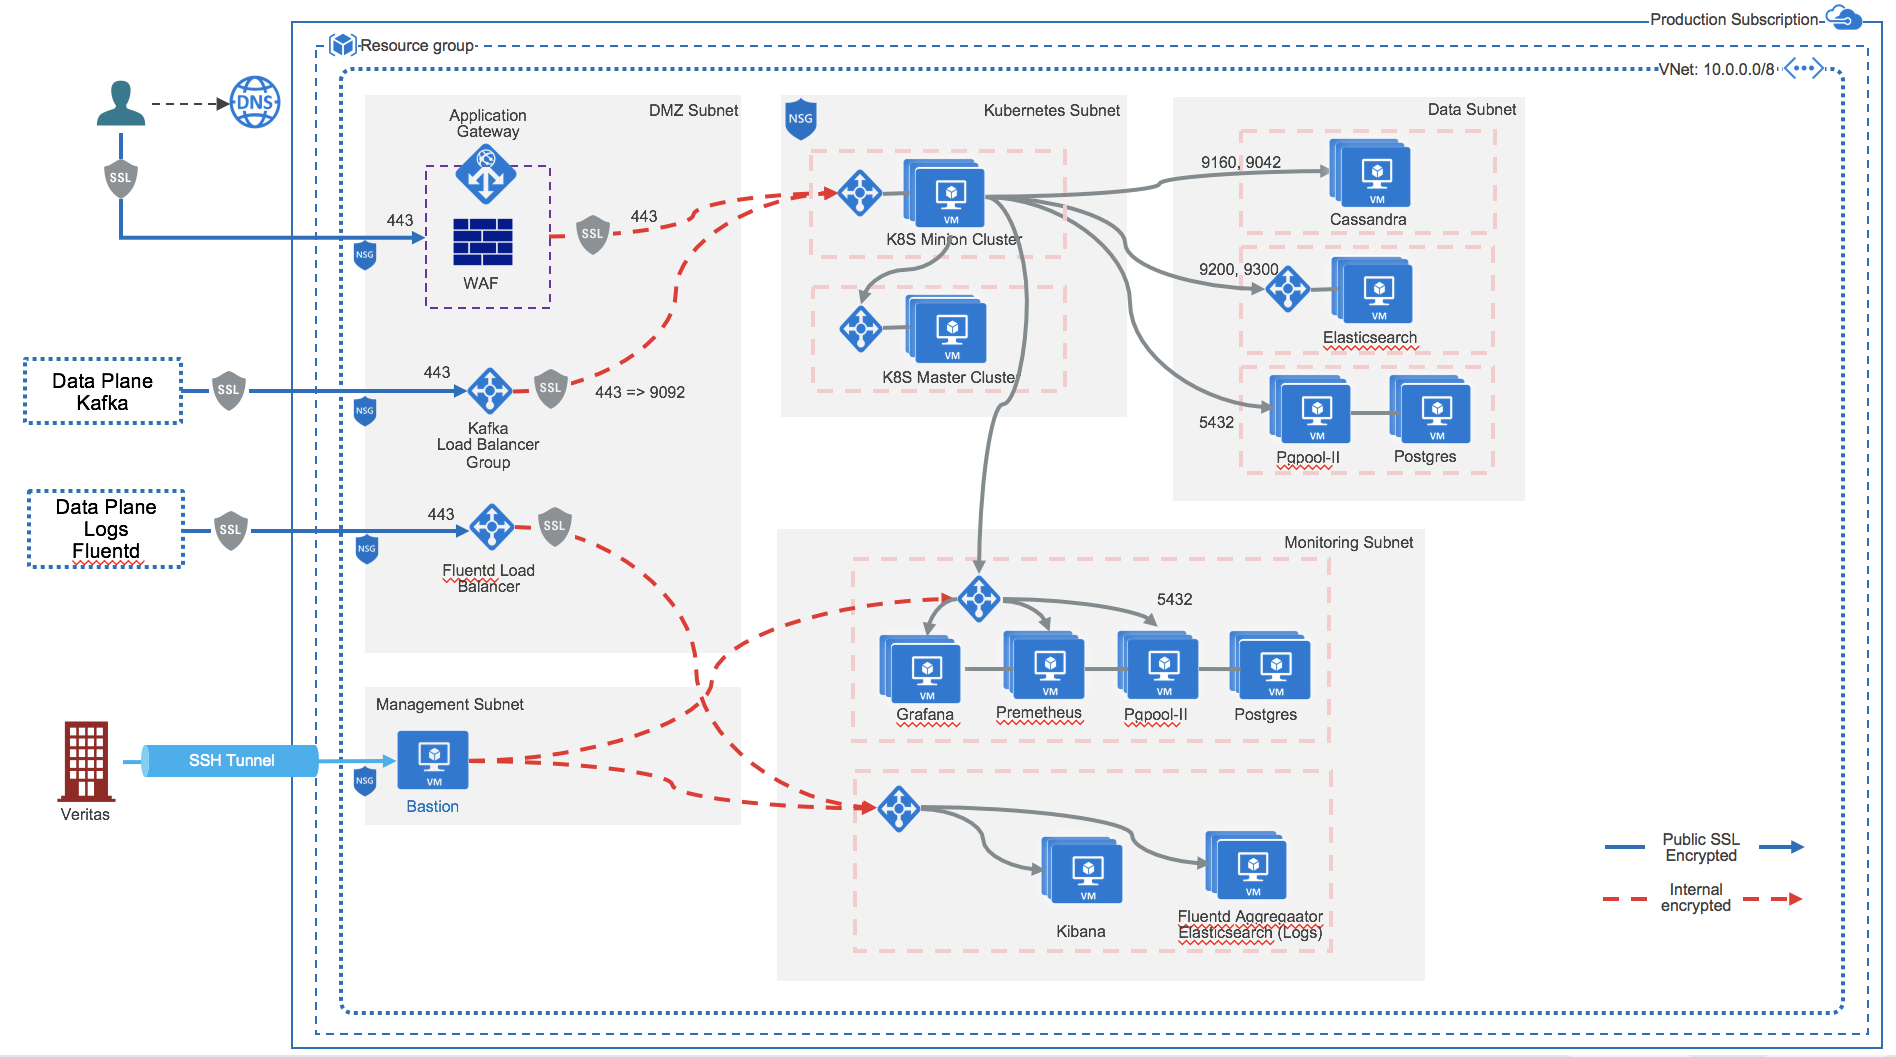 Production Subscription
Resource group
VNet: 10.0.0.0/8
DNS
SSL
Application
Gateway
DMZ Subnet
443
NSG
WAF
SSL
443
NSG
Kubernetes Subnet
VM
K8S Minion Cluster
VM
K8S Master Cluster
Data Subnet
9160, 9042
VM
Cassandra
9200, 9300
VM
Elasticsearch
5432
VM
Pgpool-II
VM
Postgres
Data Plane
Kafka
SSL
443
NSG
SSL
443 => 9092
Kafka
Load Balancer
Group
Data Plane
Logs
Fluentd
SSL
443
NSG
SSL
Fluentd Load
Balancer
Monitoring Subnet
5432
VM
Grafana
VM
Premetheus
VM
Pgpool-II
VM
Postgres
Management Subnet
Veritas
SSH Tunnel
NSG
VM
Bastion
VM
Kibana
VM
Fluentd Aggregaator
Elasticsearch (Logs)
Public SSL
Encrypted
Internal
encrypted